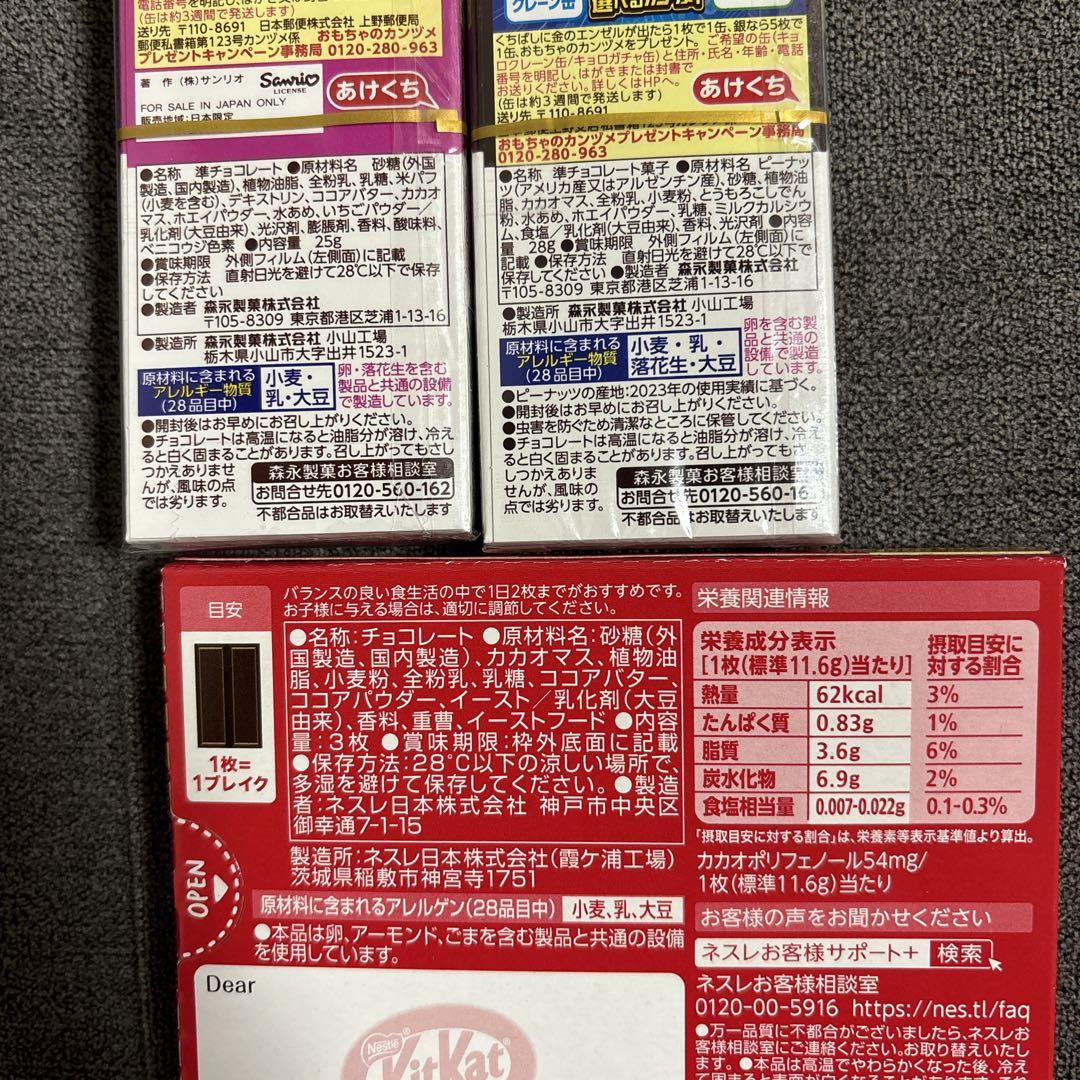 電話番号を明記し、はがきまたは封書で
(缶は約3週間で発送します)
送り先 〒110-8691 日本郵便株式会社 上野郵便局
郵便私書箱第123号カンヅメ係 おもちゃのカンヅメ
プレゼントキャンペーン事務局 0120-280-963
著 作 (株)サンリオ
Sanrio
LICENSE
FOR SALE IN JAPAN ONLY
販売地域:日本限定
あけくち
●名称 準チョコレート ●原材料名 砂糖(外国
製造、国内製造)、植物油脂、全粉乳、乳糖、米パフ
(小麦を含む)、デキストリン、ココアバター、カカオ
マス、ホエイパウダー、水あめ、いちごパウダー/
乳化剤(大豆由来)、光沢剤、膨脹剤、香料、酸味料、
ベニコウジ色素 ●内容量 25g
●賞味期限 外側フィルム(左側面)に記載
●保存方法 直射日光を避けて28℃以下で保存
してください
●製造者 森永製菓株式会社
〒105-8309 東京都港区芝浦1-13-16
●製造所 森永製菓株式会社 小山工場
栃木県小山市大字出井1523-1
原材料に含まれる
アレルギー物質
(28品目中)
小麦・
乳・大豆
卵・落花生を含む
製品と共通の設備
で製造しています。
●開封後はお早めにお召し上がりください。
●チョコレートは高温になると油脂分が溶け、冷え
ると白く固まることがあります。召し上がってもさし
つかえありませ
んが、風味の点
では劣ります。
森永製菓お客様相談室
お問合せ先0120-560-162
不都合品はお取替えいたします
クレーン缶
くちばしに金のエンゼルが出たら1枚で1缶、銀なら5枚で
1缶、おもちゃのカンヅメをプレゼント。ご希望の缶(キョ
ロクレーン缶/キョロガチャ缶)と住所・氏名・年齢・電話
番号を明記し、はがきまたは封書で
お送りください。詳しくはHPへ。
(缶は約3週間で発送します)
送り先 〒110-8691
あけくち
おもちゃのカンヅメプレゼントキャンペーン事務局
0120-280-963
●名称 準チョコレート菓子 ●原材料名 ピーナッ
ツ(アメリカ産又はアルゼンチン産)、砂糖、植物油
脂、カカオマス、全粉乳、小麦粉、とうもろこしでん
粉、水あめ、ホエイパウダー、乳糖、ミルクカルシウ
ム、食塩/乳化剤(大豆由来)、香料、光沢剤 ●内容
量 28g ●賞味期限 外側フィルム(左側面)に
記載 ●保存方法 直射日光を避けて28℃以下で
保存してください ●製造者 森永製菓株式会社
〒105-8309 東京都港区芝浦1-13-16
●製造所 森永製菓株式会社 小山工場
栃木県小山市大字出井1523-1
原材料に含まれる
アレルギー物質
(28品目中)
小麦・乳・
落花生・大豆
卵を含む製
品と共通の
設備で製造
しています。
●ピーナッツの産地:2023年の使用実績に基づく。
●開封後はお早めにお召し上がりください。
●虫害を防ぐため清潔なところに保管してください。
●チョコレートは高温になると油脂分が溶け、冷え
ると白く固まることがあります。召し上がってもさし
つかえありま
せんが、風味の
点では劣ります。
森永製菓お客様相談室
お問合せ先0120-560-16
不都合品はお取替えいたします
目安
1枚=
1ブレイク
OPEN
バランスの良い食生活の中で1日2枚までがおすすめです。
お子様に与える場合は、適切に調節してください。
●名称:チョコレート ●原材料名:砂糖(外
国製造、国内製造)、カカオマス、植物油
脂、小麦粉、全粉乳、乳糖、ココアバター、
ココアパウダー、イースト/乳化剤(大豆
由来)、香料、重曹、イーストフード ●内容
量:3枚 ●賞味期限:枠外底面に記載
●保存方法:28℃以下の涼しい場所で、
多湿を避けて保存してください。 ●製造
者:ネスレ日本株式会社 神戸市中央区
御幸通7-1-15
製造所:ネスレ日本株式会社(霞ケ浦工場)
茨城県稲敷市神宮寺1751
原材料に含まれるアレルゲン(28品目中) 小麦、乳、大豆
●本品は卵、アーモンド、ごまを含む製品と共通の設備
を使用しています。
Dear
Nestlé
KitKat
栄養関連情報
栄養成分表示
[1枚(標準11.6g)当たり]
摂取目安に
対する割合
熱量 62kcal 3%
たんぱく質 0.83g 1%
脂質 3.6g 6%
炭水化物 6.9g 2%
食塩相当量 0.007-0.022g 0.1-0.3%
「摂取目安に対する割合」は、栄養素等表示基準値より算出。
カカオポリフェノール54mg/
1枚(標準11.6g)当たり
お客様の声をお聞かせください
ネスレお客様サポート+ 検索
ネスレお客様相談室
0120-00-5916 https://nes.tl/faq
●万一品質に不都合がございましたら、ネスレお
客様相談室にご連絡ください。お取り替えいたし
ます。●本品は高温でやわらかくなった後、冷え